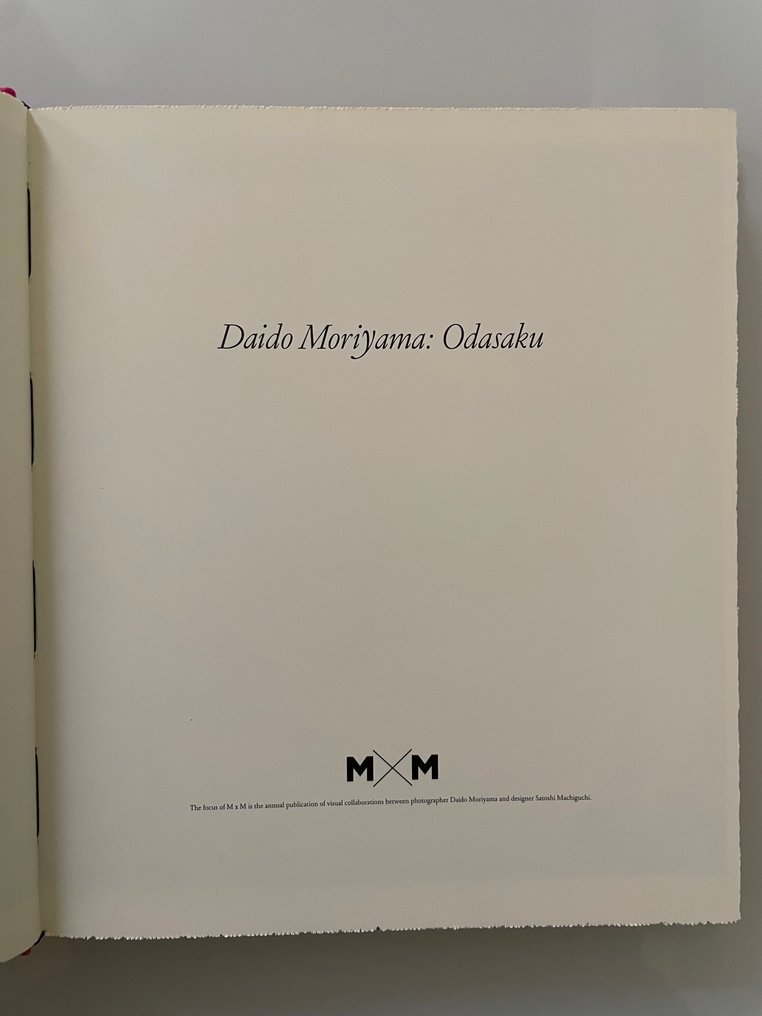 Daido Moriyama: Odasaku
M x M
The focus of M x M is the annual publication of visual collaborations between photographer Daido Moriyama and designer Satoshi Machiguchi.